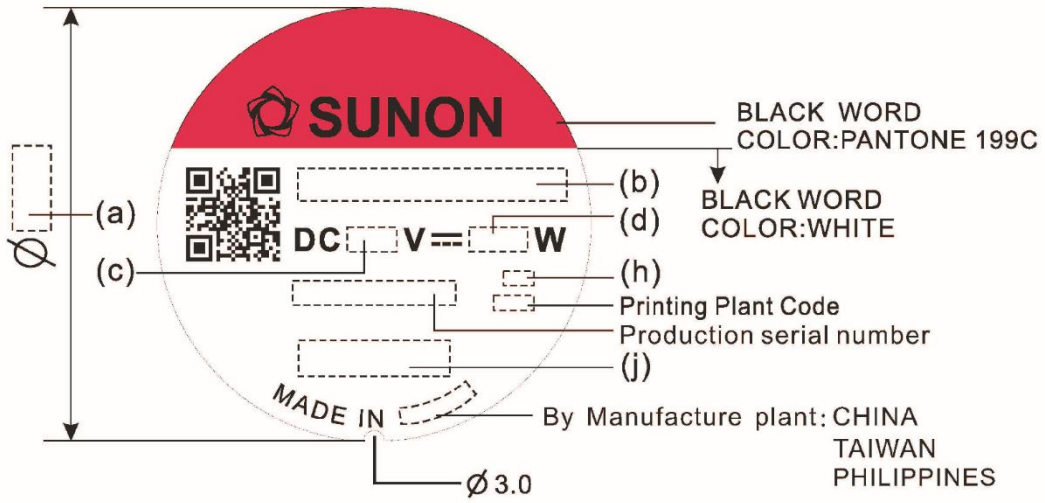 SUNON
BLACK WORD
COLOR:PANTONE 199C
(a)
(b)
BLACK WORD
COLOR:WHITE
(d)
DC V W
(c)
(h)
Printing Plant Code
Production serial number
(j)
MADE IN
By Manufacture plant: CHINA
TAIWAN
PHILIPPINES
Ø
Ø 3.0